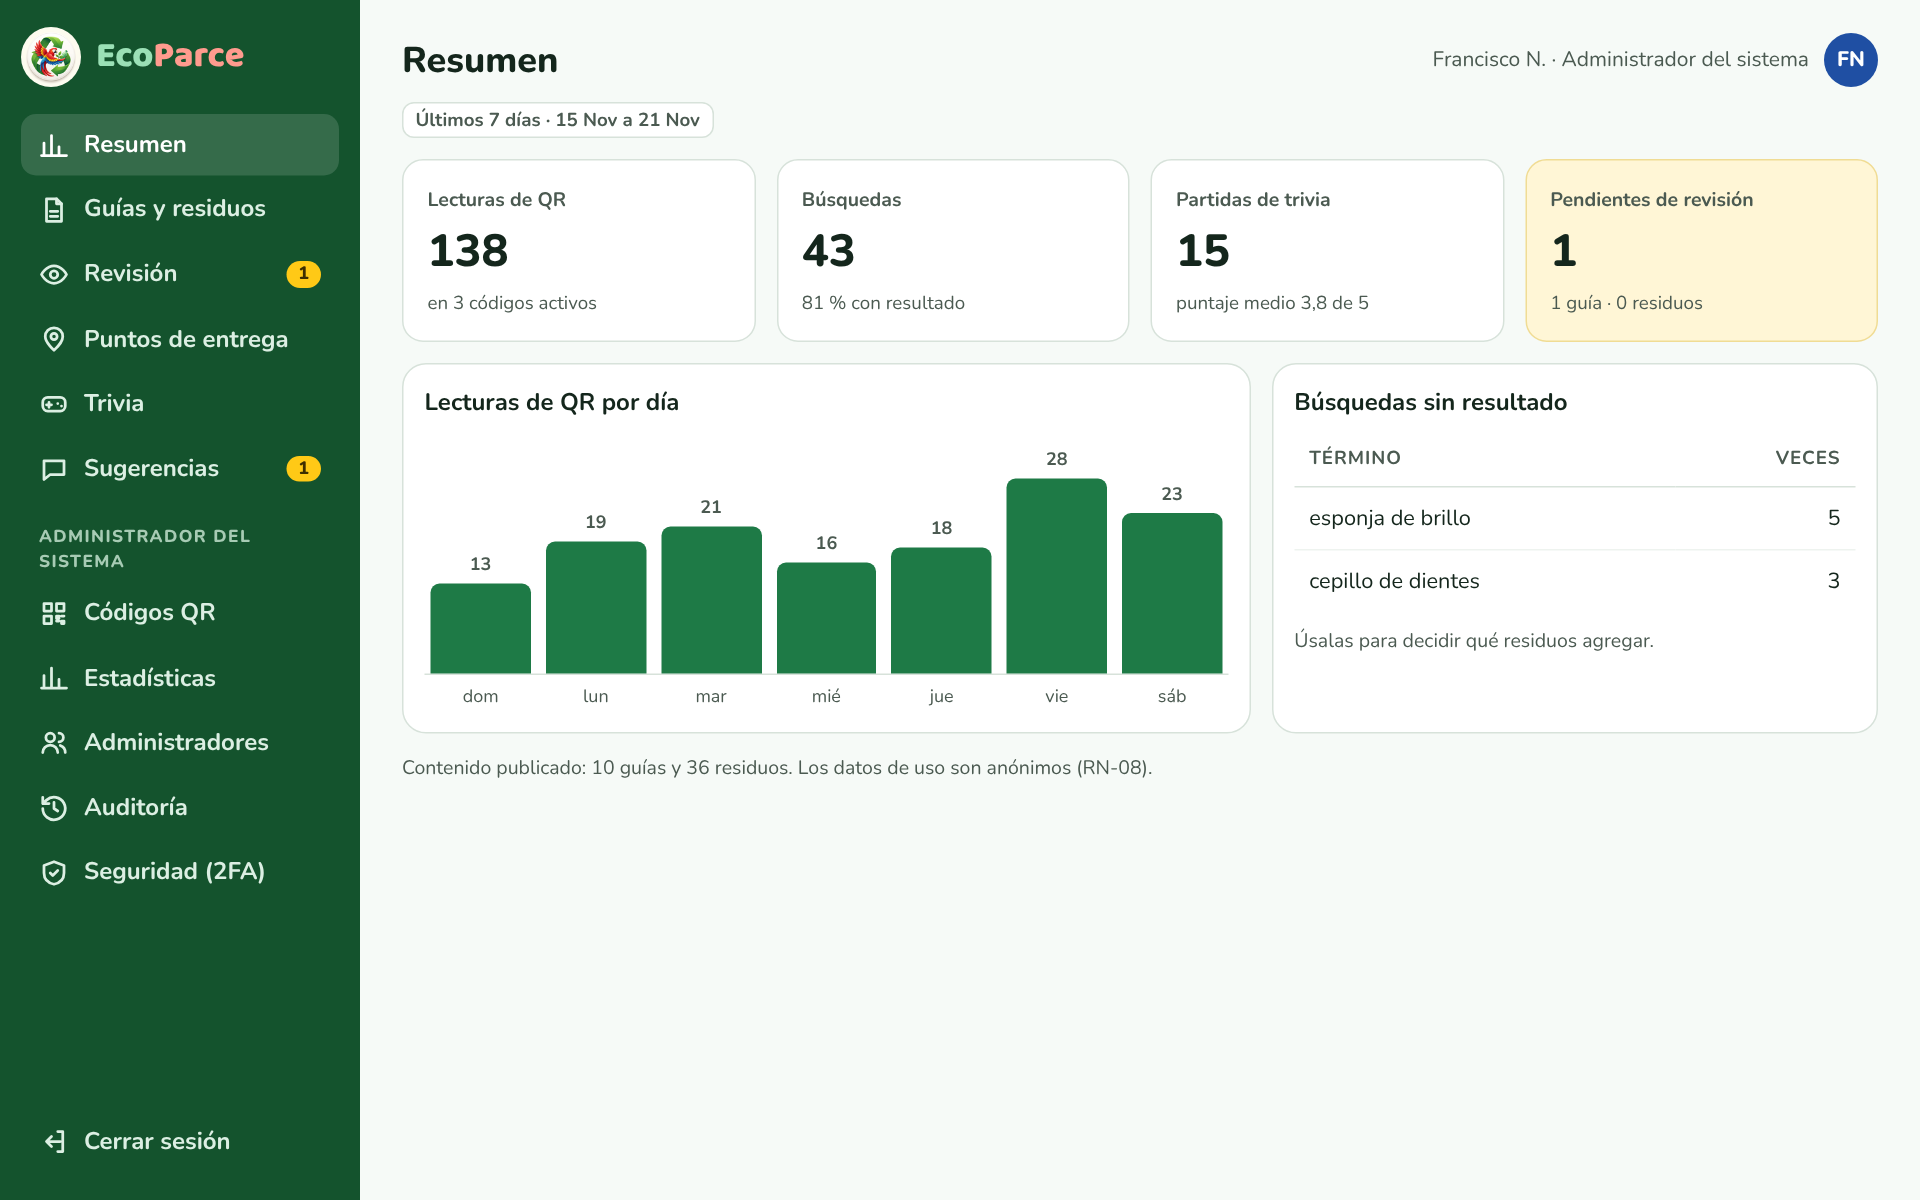 EcoParce
Resumen
Guías y residuos
Revisión 1
Puntos de entrega
Trivia
Sugerencias 1
ADMINISTRADOR DEL
SISTEMA
Códigos QR
Estadísticas
Administradores
Auditoría
Seguridad (2FA)
Cerrar sesión
Resumen
Francisco N. · Administrador del sistema FN
Últimos 7 días · 15 Nov a 21 Nov
Lecturas de QR
138
en 3 códigos activos
Búsquedas
43
81 % con resultado
Partidas de trivia
15
puntaje medio 3,8 de 5
Pendientes de revisión
1
1 guía · 0 residuos
Lecturas de QR por día
13 19 21 16 18 28 23
dom lun mar mié jue vie sáb
Búsquedas sin resultado
TÉRMINO VECES
esponja de brillo 5
cepillo de dientes 3
Úsalas para decidir qué residuos agregar.
Contenido publicado: 10 guías y 36 residuos. Los datos de uso son anónimos (RN-08).